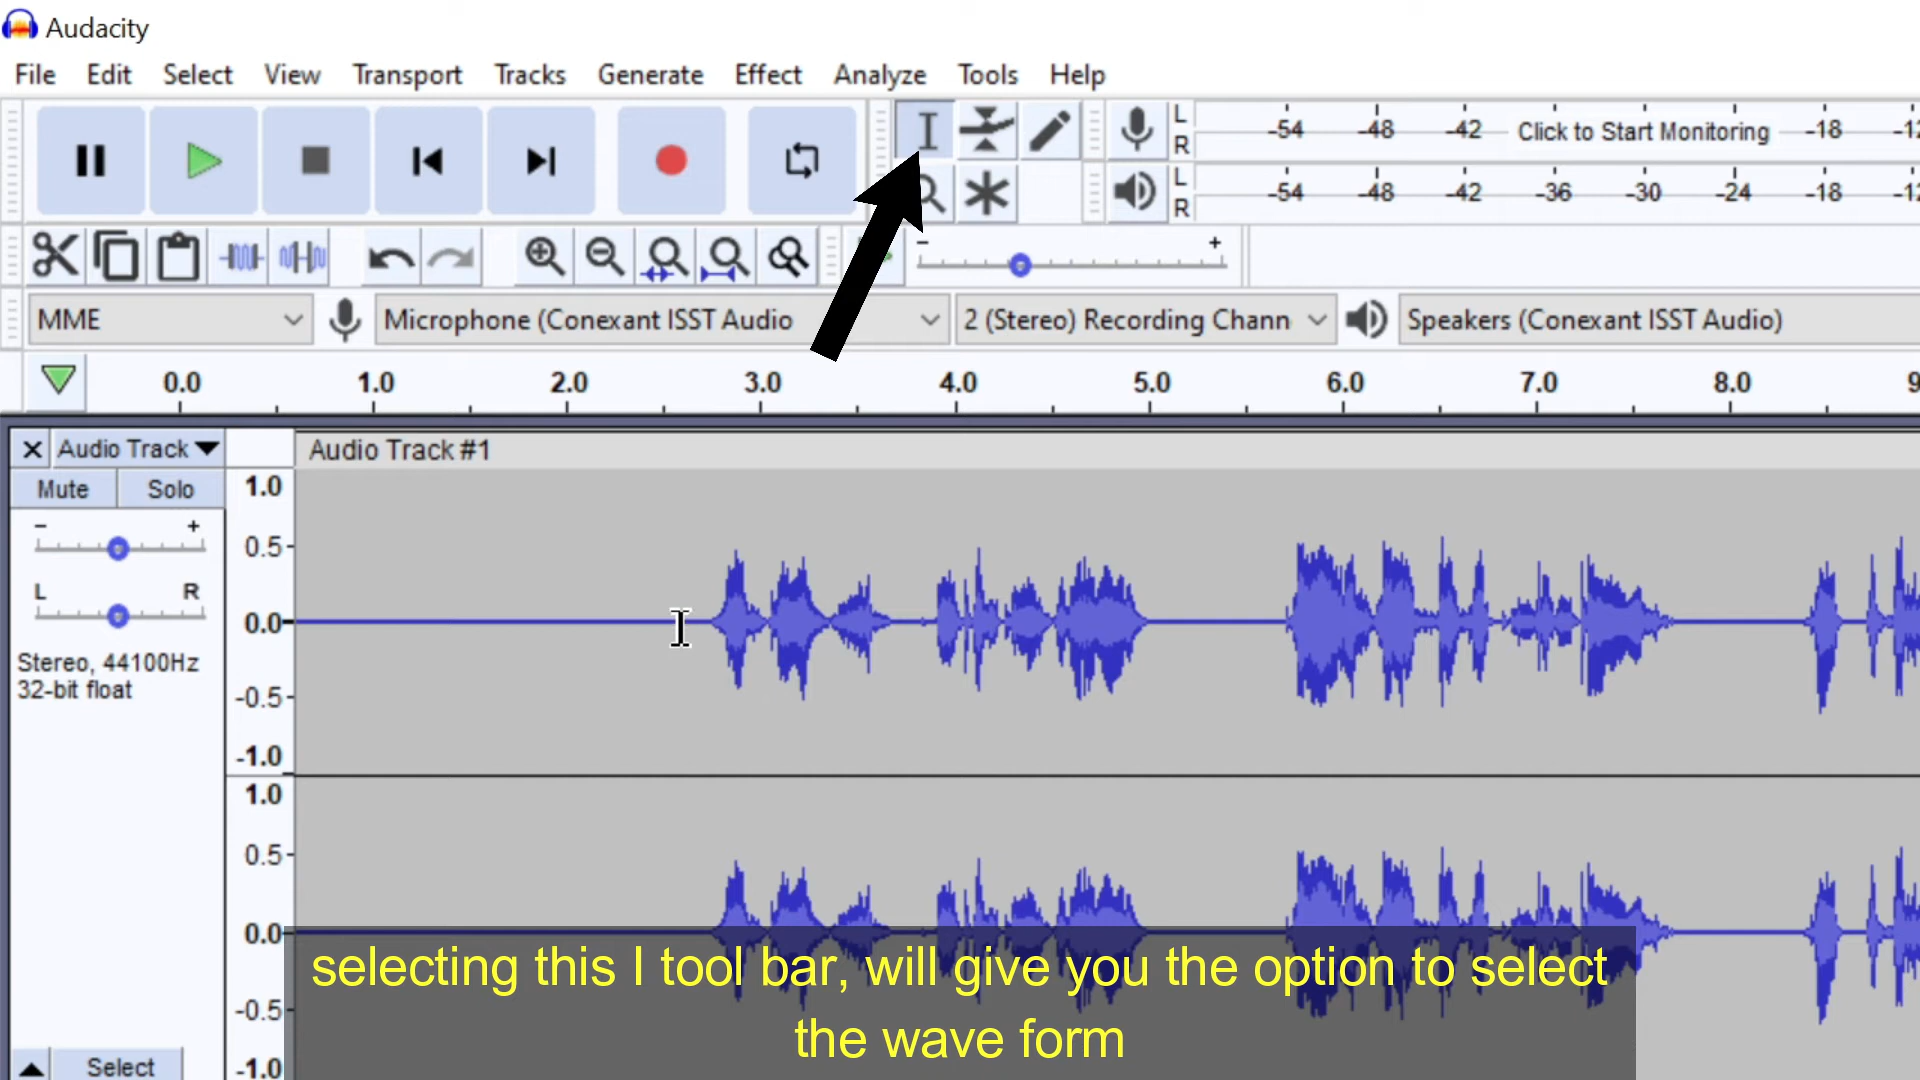 Audacity
File Edit Select View Transport Tracks Generate Effect Analyze Tools Help
L
R
-54 -48 -42 Click to Start Monitoring -18 -12
L
R
-54 -48 -42 -36 -30 -24 -18 -12
- +
MME Microphone (Conexant ISST Audio 2 (Stereo) Recording Chann Speakers (Conexant ISST Audio)
0.0 1.0 2.0 3.0 4.0 5.0 6.0 7.0 8.0 9
X Audio Track Audio Track #1
Mute Solo
- +
L R
Stereo, 44100Hz
32-bit float
1.0
0.5
0.0
-0.5
-1.0
1.0
0.5
0.0
-0.5
-1.0
Select
selecting this I tool bar, will give you the option to select
the wave form